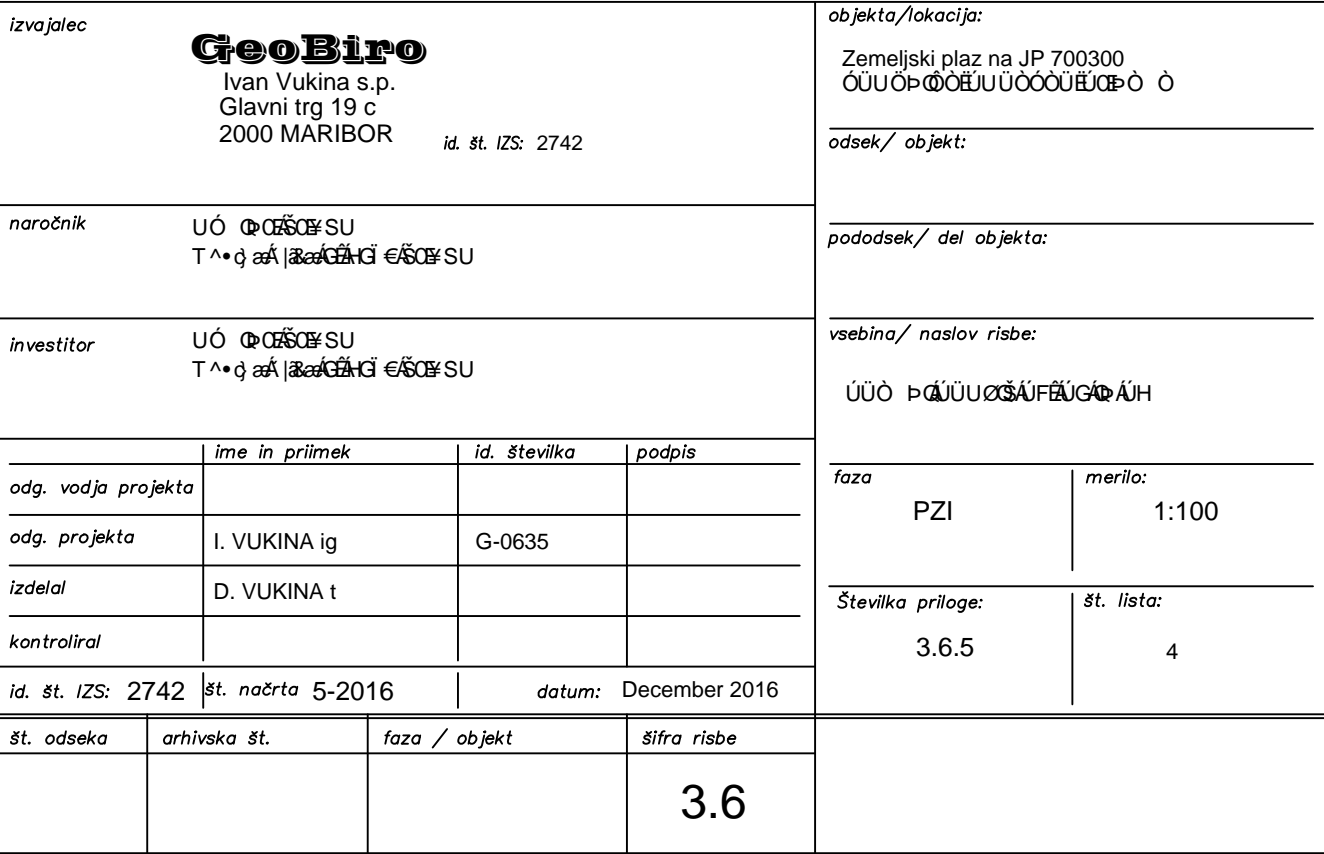 izvajalec
GeoBiro
Ivan Vukina s.p.
Glavni trg 19 c
2000 MARIBOR
id. št. IZS: 2742
naročnik
investitor
ime in priimek
id. številka
podpis
odg. vodja projekta
odg. projekta
I. VUKINA ig
G-0635
izdelal
D. VUKINA t
kontroliral
id. št. IZS: 2742
št. načrta 5-2016
datum: December 2016
objekta/lokacija:
Zemeljski plaz na JP 700300
odsek/ objekt:
pododsek/ del objekta:
vsebina/ naslov risbe:
faza
PZI
merilo:
1:100
Številka priloge:
3.6.5
št. lista:
4
št. odseka
arhivska št.
faza / objekt
šifra risbe
3.6